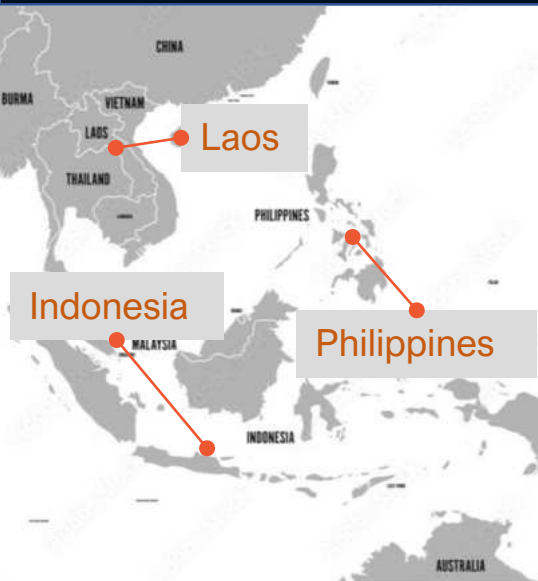 CHINA
BURMA
VIETNAM
LAOS
Laos
THAILAND
PHILIPPINES
Indonesia
MALAYSIA
Philippines
INDONESIA
AUSTRALIA